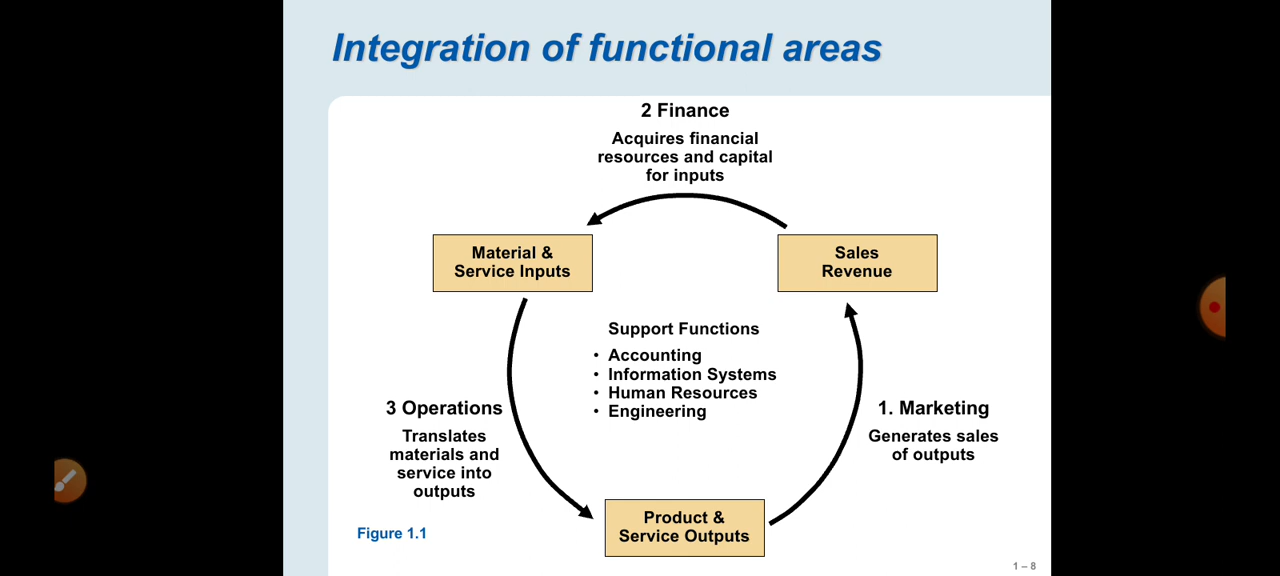 Integration of functional areas
2 Finance
Acquires financial
resources and capital
for inputs
Material &
Service Inputs
Sales
Revenue
Support Functions
• Accounting
• Information Systems
• Human Resources
• Engineering
3 Operations
Translates
materials and
service into
outputs
1. Marketing
Generates sales
of outputs
Product &
Service Outputs
Figure 1.1
1 – 8